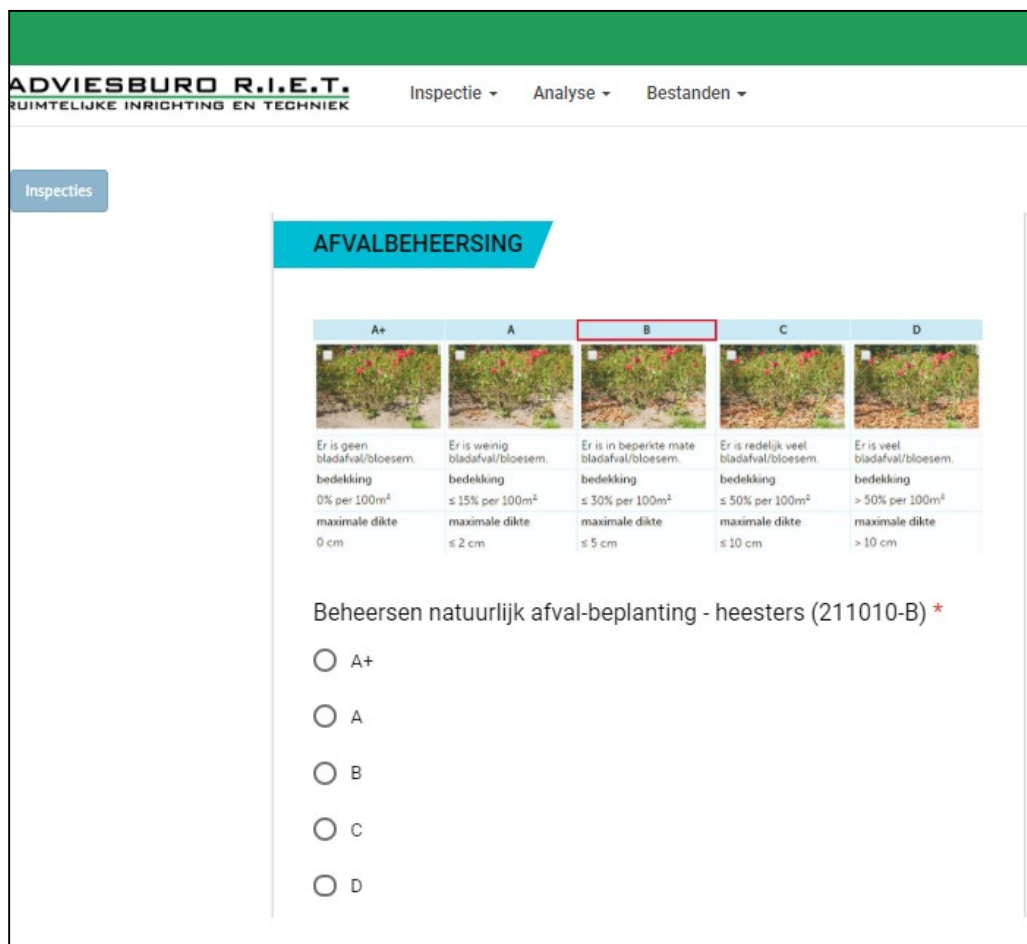 ADVIESBURO R.I.E.T.
RUIMTELIJKE INRICHTING EN TECHNIEK
Inspectie Analyse Bestanden
Inspecties
AFVALBEHEERSING
A+ A B C D
Er is geen bladafval/bloesem.
Er is weinig bladafval/bloesem.
Er is in beperkte mate bladafval/bloesem.
Er is redelijk veel bladafval/bloesem.
Er is veel bladafval/bloesem.
bedekking bedekking bedekking bedekking bedekking
0% per 100m² ≤ 15% per 100m² ≤ 30% per 100m² ≤ 50% per 100m² > 50% per 100m²
maximale dikte maximale dikte maximale dikte maximale dikte maximale dikte
0 cm ≤ 2 cm ≤ 5 cm ≤ 10 cm > 10 cm
Beheersen natuurlijk afval-beplanting - heesters (211010-B) *
A+
A
B
C
D